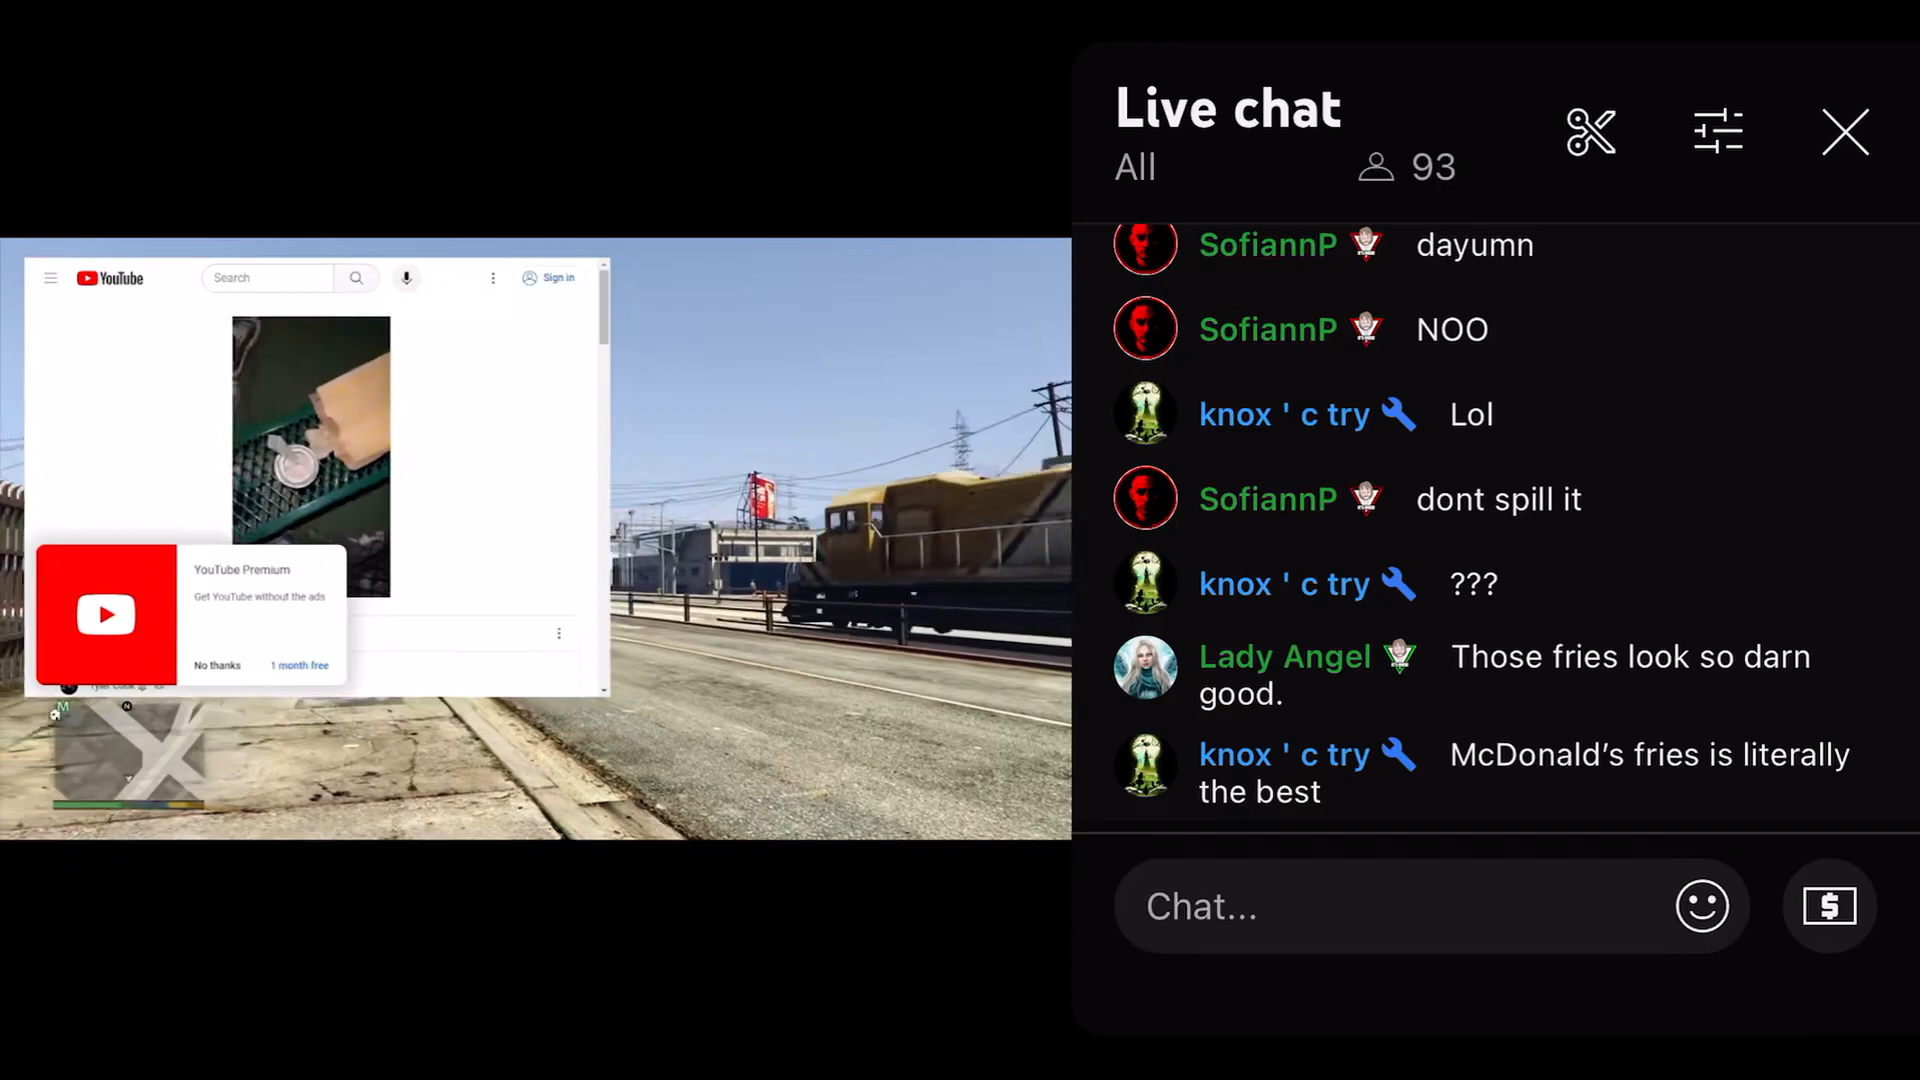 Live chat
All
93
SofiannP dayumn
SofiannP NOO
knox ' c try Lol
SofiannP dont spill it
knox ' c try ???
Lady Angel Those fries look so darn
good.
knox ' c try McDonald’s fries is literally
the best
Chat...
YouTube
Search
Sign in
YouTube Premium
Get YouTube without the ads
No thanks
1 month free
M
N